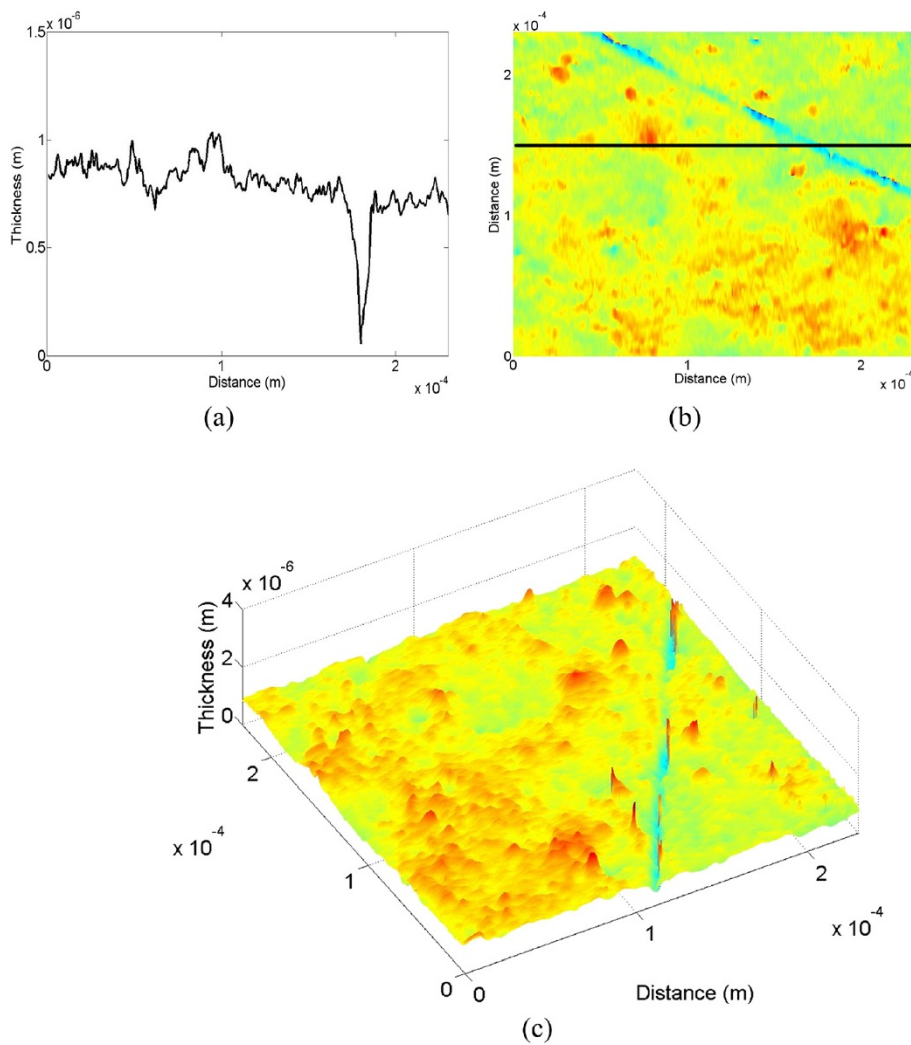 x 10-6
1.5
1
0.5
0
Thickness (m)
0
1
2
Distance (m)
x 10-4
(a)
x 10-4
2
1
0
Distance (m)
0
1
2
Distance (m)
x 10-4
(b)
x 10-6
4
2
0
Thickness (m)
2
1
0
x 10-4
0
1
2
x 10-4
Distance (m)
(c)